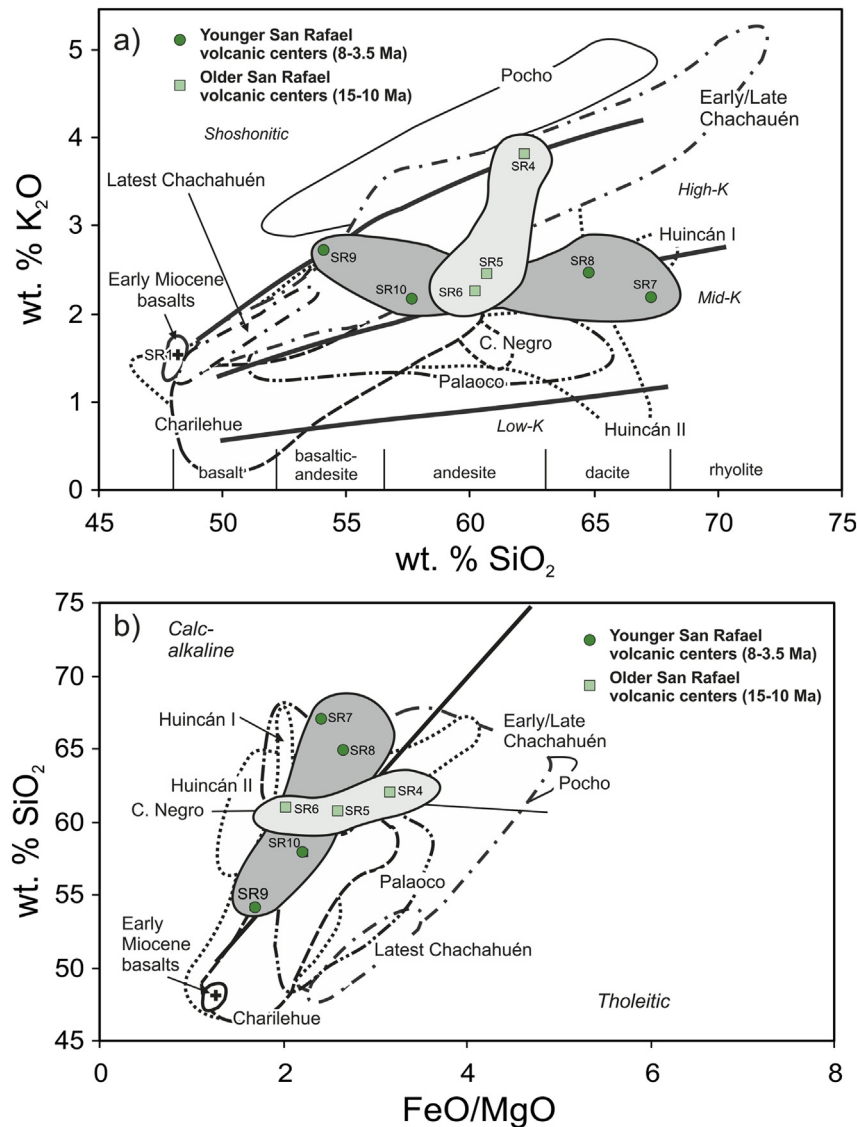 a)
Younger San Rafael
volcanic centers (8-3.5 Ma)
Older San Rafael
volcanic centers (15-10 Ma)
Pocho
Early/Late
Chachauén
Shoshonitic
Latest Chachahuén
SR4
High-K
Huincán I
SR9
SR5
SR8
Early Miocene
basalts
SR10
SR6
SR7
Mid-K
SR1
C. Negro
Palaoco
Charilehue
Low-K
Huincán II
basalt
basaltic-
andesite
andesite
dacite
rhyolite
5
4
3
2
1
0
wt. % K2O
45
50
55
60
65
70
75
wt. % SiO2
b)
Calc-
alkaline
Younger San Rafael
volcanic centers (8-3.5 Ma)
Older San Rafael
volcanic centers (15-10 Ma)
Huincán I
SR7
Early/Late
Chachahuén
SR8
Huincán II
Pocho
C. Negro
SR6
SR5
SR4
SR10
Palaoco
SR9
Early
Miocene
basalts
Latest Chachahuén
Charilehue
Tholeitic
75
70
65
60
55
50
45
wt. % SiO2
0
2
4
6
8
FeO/MgO